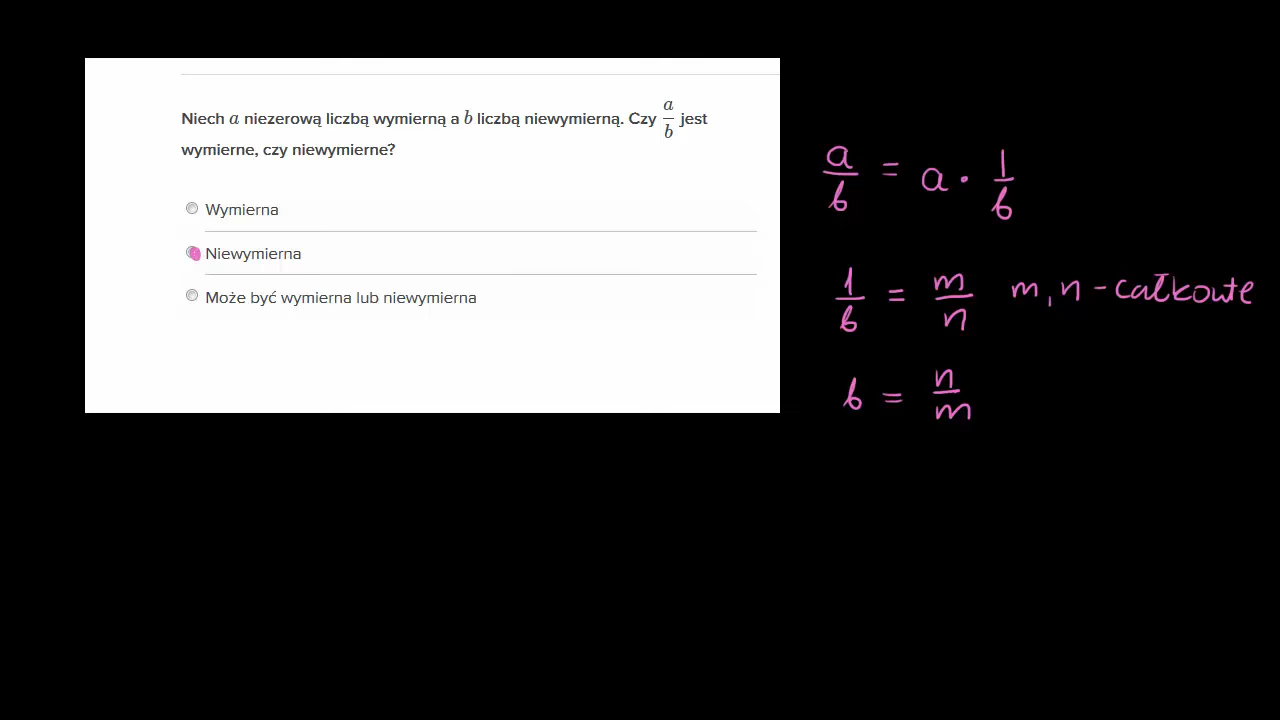 Niech a niezerową liczbą wymierną a b liczbą niewymierną. Czy a/b jest
wymierne, czy niewymierne?
Wymierna
Niewymierna
Może być wymierna lub niewymierna
a/b = a · 1/b
1/b = m/n m, n - całkowite
b = n/m